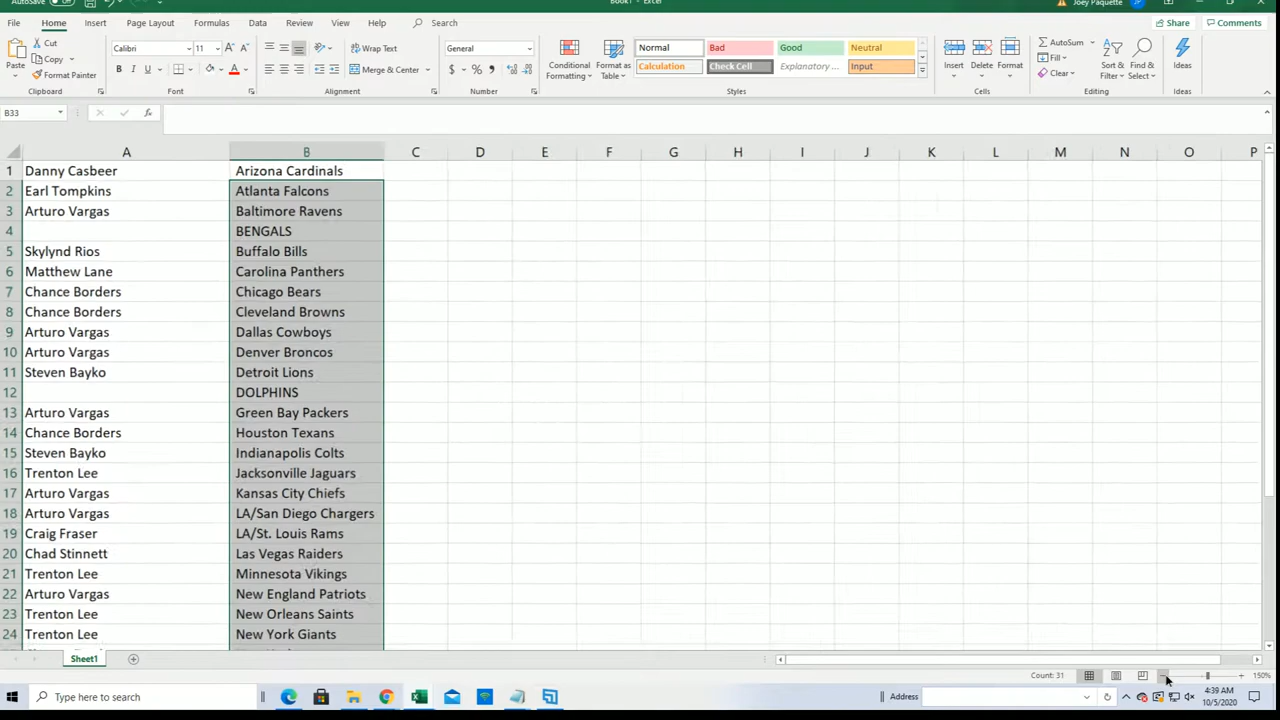 AutoSave Off Book1 - Excel Joey Paquette
File Home Insert Page Layout Formulas Data Review View Help Search Share Comments
Paste Cut Copy Format Painter Clipboard
Calibri 11 A A B I U A Font
Wrap Text Merge & Center Alignment
General $ % , Number
Conditional Formatting Format as Table
Normal Bad Good Neutral
Calculation Check Cell Explanatory ... Input
Styles
Insert Delete Format Cells
AutoSum Fill Clear Sort & Filter Find & Select Editing
Ideas Ideas
B33 fx
A B C D E F G H I J K L M N O P
1 Danny Casbeer Arizona Cardinals
2 Earl Tompkins Atlanta Falcons
3 Arturo Vargas Baltimore Ravens
4 BENGALS
5 Skylynd Rios Buffalo Bills
6 Matthew Lane Carolina Panthers
7 Chance Borders Chicago Bears
8 Chance Borders Cleveland Browns
9 Arturo Vargas Dallas Cowboys
10 Arturo Vargas Denver Broncos
11 Steven Bayko Detroit Lions
12 DOLPHINS
13 Arturo Vargas Green Bay Packers
14 Chance Borders Houston Texans
15 Steven Bayko Indianapolis Colts
16 Trenton Lee Jacksonville Jaguars
17 Arturo Vargas Kansas City Chiefs
18 Arturo Vargas LA/San Diego Chargers
19 Craig Fraser LA/St. Louis Rams
20 Chad Stinnett Las Vegas Raiders
21 Trenton Lee Minnesota Vikings
22 Arturo Vargas New England Patriots
23 Trenton Lee New Orleans Saints
24 Trenton Lee New York Giants
Sheet1
Count: 31 150%
Type here to search Address 4:39 AM
10/5/2020